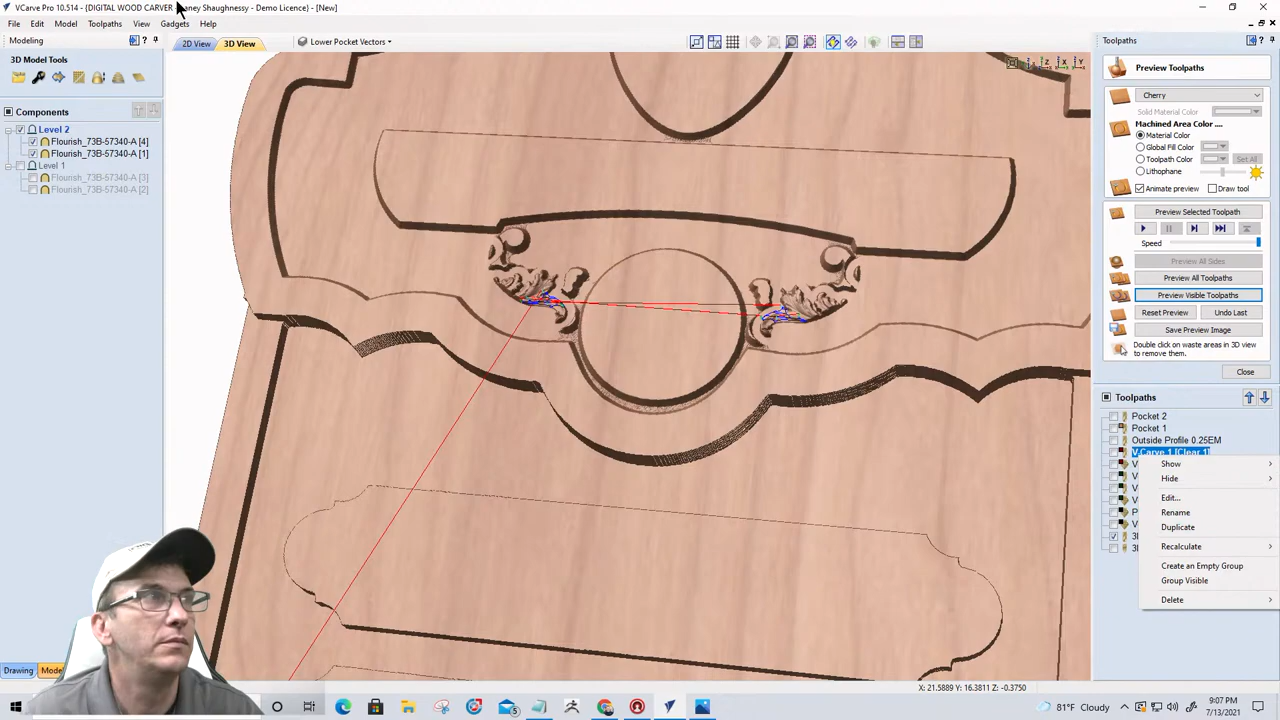 VCarve Pro 10.514 - {DIGITAL WOOD CARVER - aney Shaughnessy - Demo Licence} - [New]
File Edit Model Toolpaths View Gadgets Help
Modeling
2D View 3D View Lower Pocket Vectors
Toolpaths
3D Model Tools
Components
Level 2
Flourish_73B-57340-A [4]
Flourish_73B-57340-A [1]
Level 1
Flourish_73B-57340-A [3]
Flourish_73B-57340-A [2]
Preview Toolpaths
Cherry
Solid Material Color
Machined Area Color ....
Material Color
Global Fill Color
Toolpath Color Set All
Lithophane
Animate preview Draw tool
Preview Selected Toolpath
Speed
Preview All Sides
Preview All Toolpaths
Preview Visible Toolpaths
Reset Preview Undo Last
Save Preview Image
Double click on waste areas in 3D view
to remove them.
Close
Toolpaths
Pocket 2
Pocket 1
Outside Profile 0.25EM
V-Carve 1 [Clear 1]
Show
Hide
Edit...
Rename
Duplicate
Recalculate
Create an Empty Group
Group Visible
Delete
Drawing
X: 21.5889 Y: 16.3811 Z: -0.3750
81°F Cloudy
9:07 PM
7/13/2021